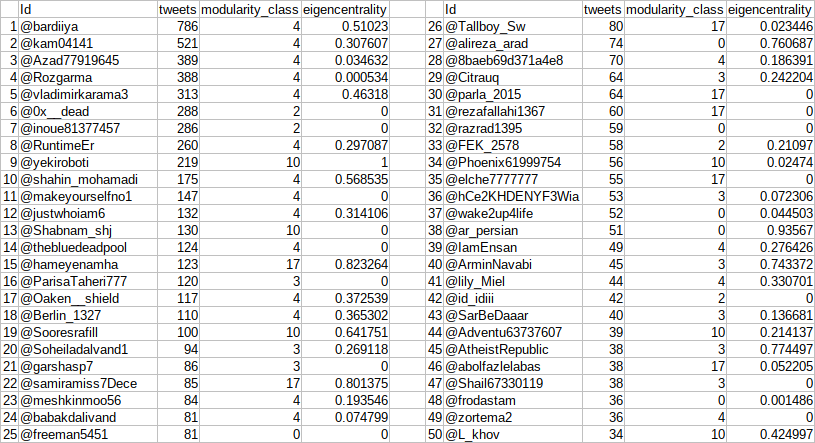 Id tweets modularity_class eigencentrality Id tweets modularity_class eigencentrality
1 @bardiiya 786 4 0.51023 26 @Tallboy_Sw 80 17 0.023446
2 @kam04141 521 4 0.307607 27 @alireza_arad 74 0 0.760687
3 @Azad77919645 389 4 0.034632 28 @8baeb69d371a4e8 70 4 0.186391
4 @Rozgarma 388 4 0.000534 29 @Citrauq 64 3 0.242204
5 @vladimirkarama3 313 4 0.46318 30 @parla_2015 64 17 0
6 @0x__dead 288 2 0 31 @rezafallahi1367 60 17 0
7 @inoue81377457 286 2 0 32 @razrad1395 59 0 0
8 @RuntimeEr 260 4 0.297087 33 @FEK_2578 58 2 0.21097
9 @yekiroboti 219 10 1 34 @Phoenix61999754 56 10 0.02474
10 @shahin_mohamadi 175 4 0.568535 35 @elche7777777 55 17 0
11 @makeyourselfno1 147 4 0 36 @hCe2KHDENYF3Wia 53 3 0.072306
12 @justwhoiam6 132 4 0.314106 37 @wake2up4life 52 0 0.044503
13 @Shabnam_shj 130 10 0 38 @ar_persian 51 0 0.93567
14 @thebluedeadpool 124 4 0 39 @IamEnsan 49 4 0.276426
15 @hameyenamha 123 17 0.823264 40 @ArminNavabi 45 3 0.743372
16 @ParisaTaheri777 120 3 0 41 @lily_Miel 44 4 0.330701
17 @Oaken__shield 117 4 0.372539 42 @id_idiii 42 2 0
18 @Berlin_1327 110 4 0.365302 43 @SarBeDaaar 40 3 0.136681
19 @Sooresrafill 100 10 0.641751 44 @Adventu63737607 39 10 0.214137
20 @Soheiladalvand1 94 3 0.269118 45 @AtheistRepublic 38 3 0.774497
21 @garshasp7 86 3 0 46 @abolfazlelabas 38 17 0.052205
22 @samiramiss7Dece 85 17 0.801375 47 @Shail67330119 38 3 0
23 @meshkinmoo56 84 4 0.193546 48 @frodastam 36 0 0.001486
24 @babakdalivand 81 4 0.074799 49 @zortema2 36 4 0
25 @freeman5451 81 0 0 50 @L_khov 34 10 0.424997